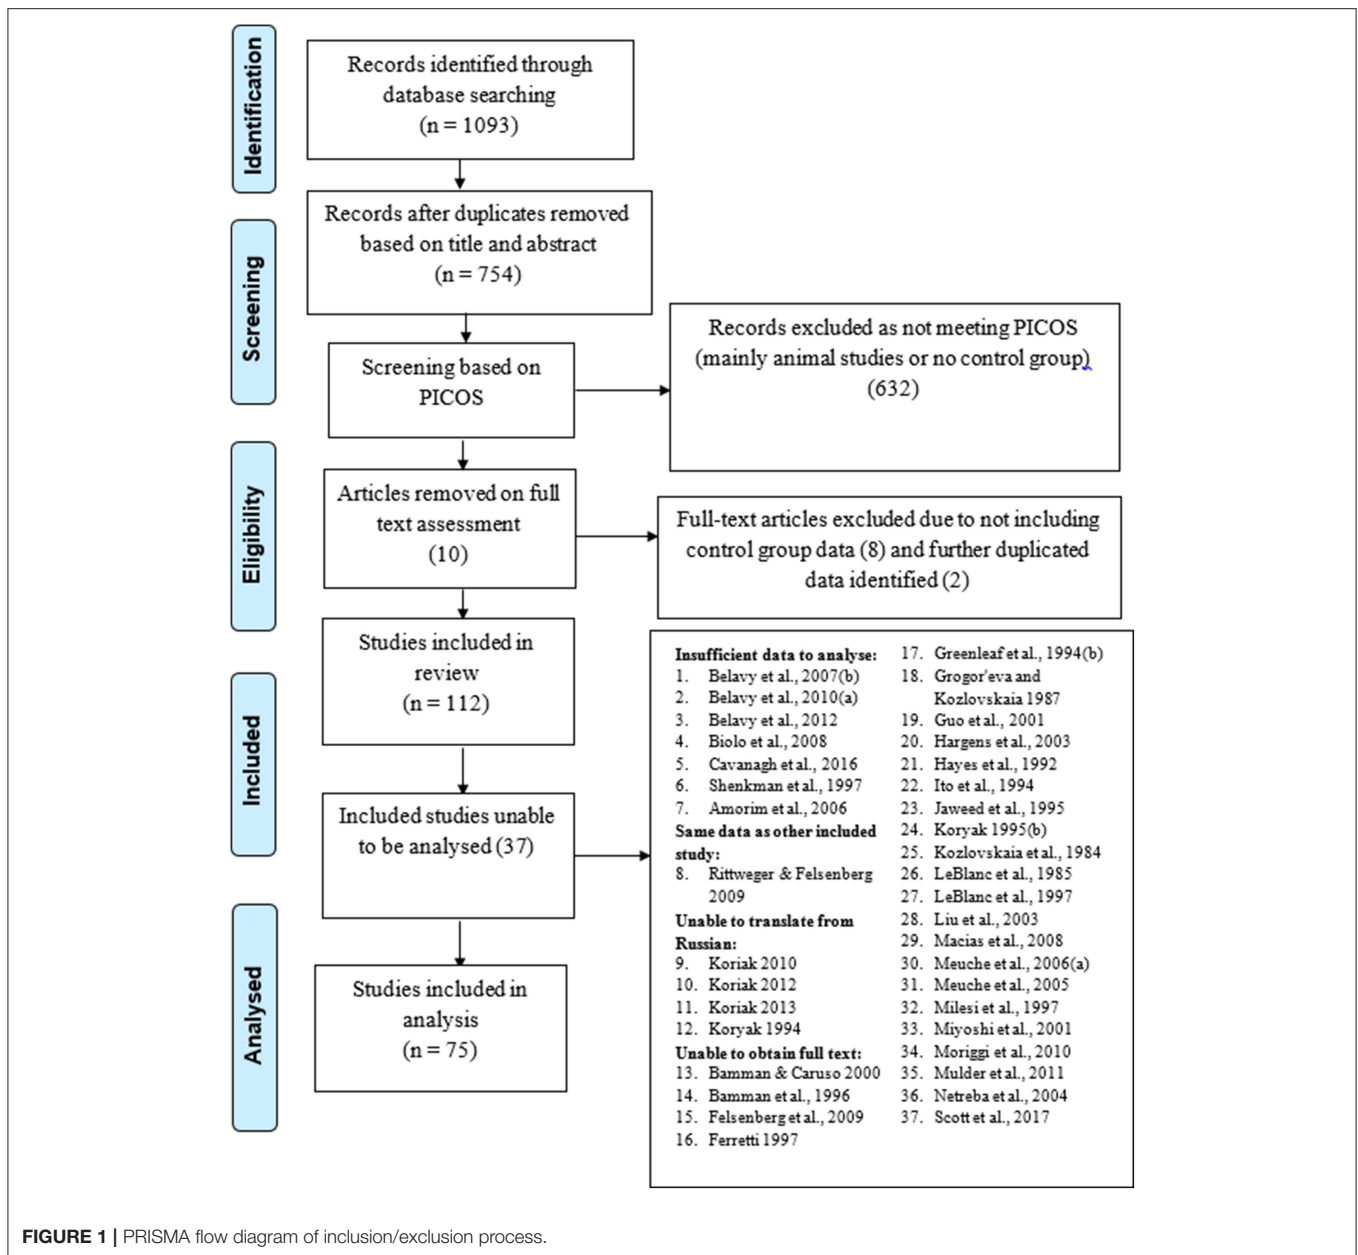 Identification
Records identified through
database searching
(n = 1093)
Screening
Records after duplicates removed
based on title and abstract
(n = 754)
Screening based on
PICOS
Records excluded as not meeting PICOS
(mainly animal studies or no control group)
(632)
Eligibility
Articles removed on full
text assessment
(10)
Full-text articles excluded due to not including
control group data (8) and further duplicated
data identified (2)
Included
Studies included in
review
(n = 112)
Included studies unable
to be analysed (37)
Insufficient data to analyse:
1. Belavy et al., 2007(b)
2. Belavy et al., 2010(a)
3. Belavy et al., 2012
4. Biolo et al., 2008
5. Cavanagh et al., 2016
6. Shenkman et al., 1997
7. Amorim et al., 2006
Same data as other included
study:
8. Rittweger & Felsenberg
2009
Unable to translate from
Russian:
9. Koriak 2010
10. Koriak 2012
11. Koriak 2013
12. Koryak 1994
Unable to obtain full text:
13. Bamman & Caruso 2000
14. Bamman et al., 1996
15. Felsenberg et al., 2009
16. Ferretti 1997
17. Greenleaf et al., 1994(b)
18. Grogor'eva and
Kozlovskaia 1987
19. Guo et al., 2001
20. Hargens et al., 2003
21. Hayes et al., 1992
22. Ito et al., 1994
23. Jaweed et al., 1995
24. Koryak 1995(b)
25. Kozlovskaia et al., 1984
26. LeBlanc et al., 1985
27. LeBlanc et al., 1997
28. Liu et al., 2003
29. Macias et al., 2008
30. Meuche et al., 2006(a)
31. Meuche et al., 2005
32. Milesi et al., 1997
33. Miyoshi et al., 2001
34. Moriggi et al., 2010
35. Mulder et al., 2011
36. Netreba et al., 2004
37. Scott et al., 2017
Analysed
Studies included in
analysis
(n = 75)
FIGURE 1 | PRISMA flow diagram of inclusion/exclusion process.